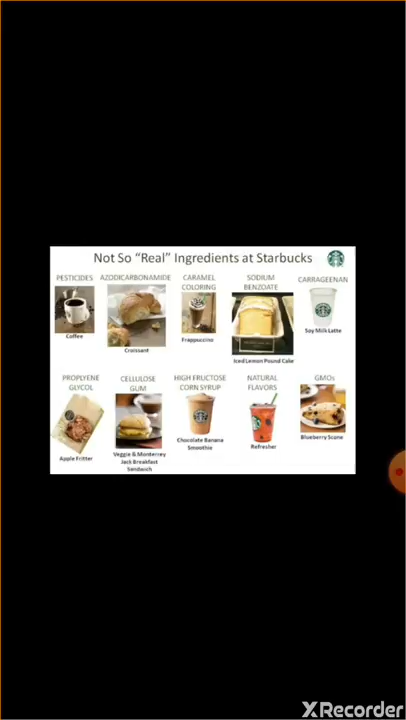 Not So “Real” Ingredients at Starbucks
PESTICIDES
Coffee
AZODICARBONAMIDE
Croissant
CARAMEL
COLORING
Frappuccino
SODIUM
BENZOATE
Iced Lemon Pound Cake
CARRAGEENAN
Soy Milk Latte
PROPLYENE
GLYCOL
Apple Fritter
CELLULOSE
GUM
Veggie & Monterrey
Jack Breakfast
Sandwich
HIGH FRUCTOSE
CORN SYRUP
Chocolate Banana
Smoothie
NATURAL
FLAVORS
Refresher
GMOs
Blueberry Scone
XRecorder